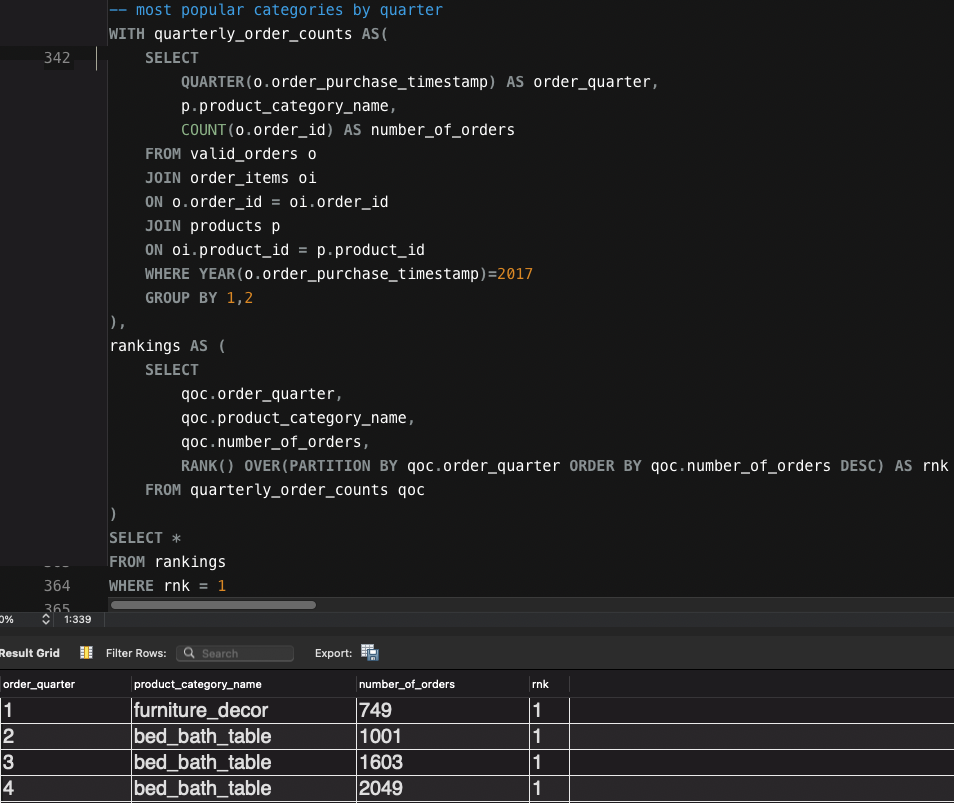 -- most popular categories by quarter
WITH quarterly_order_counts AS(
342 SELECT
QUARTER(o.order_purchase_timestamp) AS order_quarter,
p.product_category_name,
COUNT(o.order_id) AS number_of_orders
FROM valid_orders o
JOIN order_items oi
ON o.order_id = oi.order_id
JOIN products p
ON oi.product_id = p.product_id
WHERE YEAR(o.order_purchase_timestamp)=2017
GROUP BY 1,2
),
rankings AS (
SELECT
qoc.order_quarter,
qoc.product_category_name,
qoc.number_of_orders,
RANK() OVER(PARTITION BY qoc.order_quarter ORDER BY qoc.number_of_orders DESC) AS rnk
FROM quarterly_order_counts qoc
)
SELECT *
FROM rankings
364 WHERE rnk = 1
365
0% 1:339
Result Grid Filter Rows: Search Export:
order_quarter product_category_name number_of_orders rnk
1 furniture_decor 749 1
2 bed_bath_table 1001 1
3 bed_bath_table 1603 1
4 bed_bath_table 2049 1